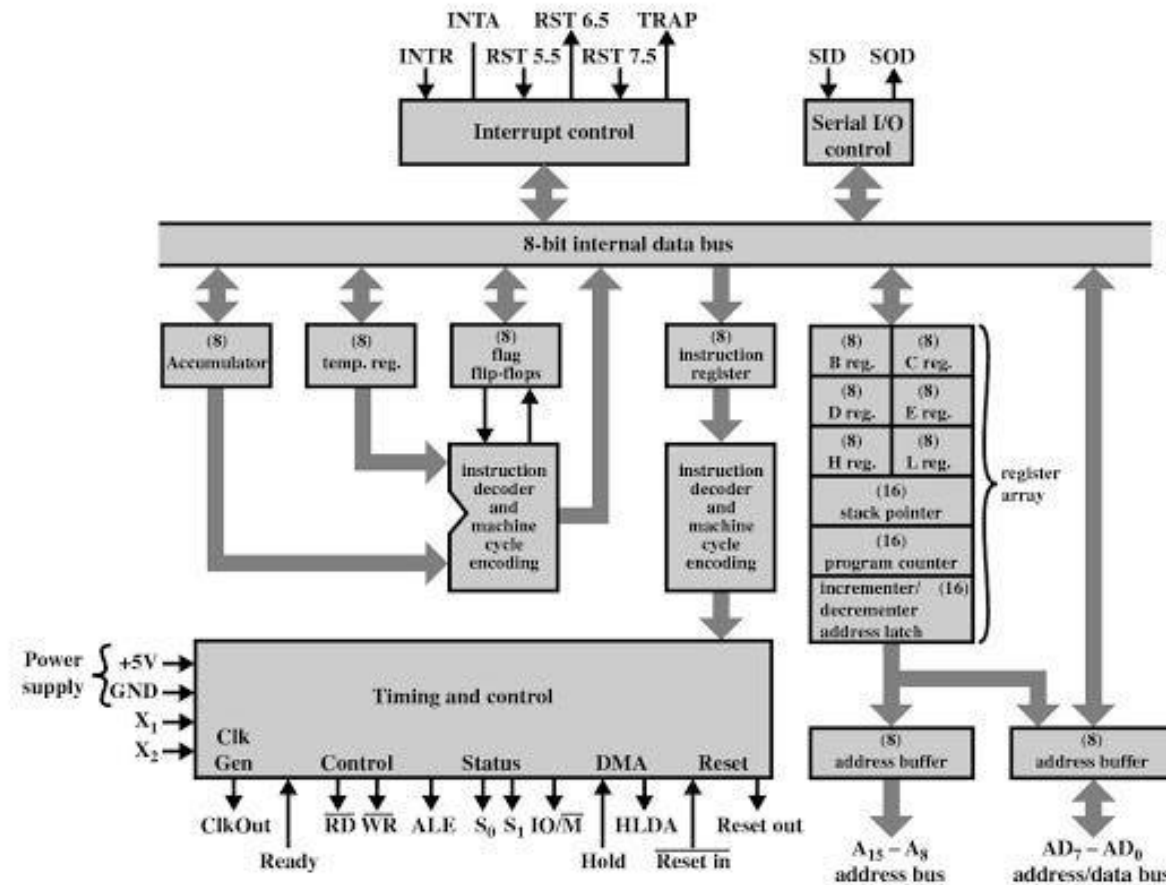 INTA RST 6.5 TRAP
INTR RST 5.5 RST 7.5
SID SOD
Interrupt control
Serial I/O
control
8-bit internal data bus
(8)
Accumulator
(8)
temp. reg.
(8)
flag
flip-flops
(8)
instruction
register
(8)
B reg.
(8)
C reg.
(8)
D reg.
(8)
E reg.
(8)
H reg.
(8)
L reg.
(16)
stack pointer
(16)
program counter
incrementer/ (16)
decrementer
address latch
register
array
instruction
decoder
and
machine
cycle
encoding
instruction
decoder
and
machine
cycle
encoding
Power
supply
+5V
GND
X₁
X₂
Timing and control
Clk
Gen Control Status DMA Reset
ClkOut R̅D̅ W̅R̅ ALE S₀ S₁ IO/M̅ HLDA Reset out
Ready Hold R̅e̅s̅e̅t̅ i̅n̅
(8)
address buffer
(8)
address buffer
A₁₅ – A₈
address bus
AD₇ – AD₀
address/data bus